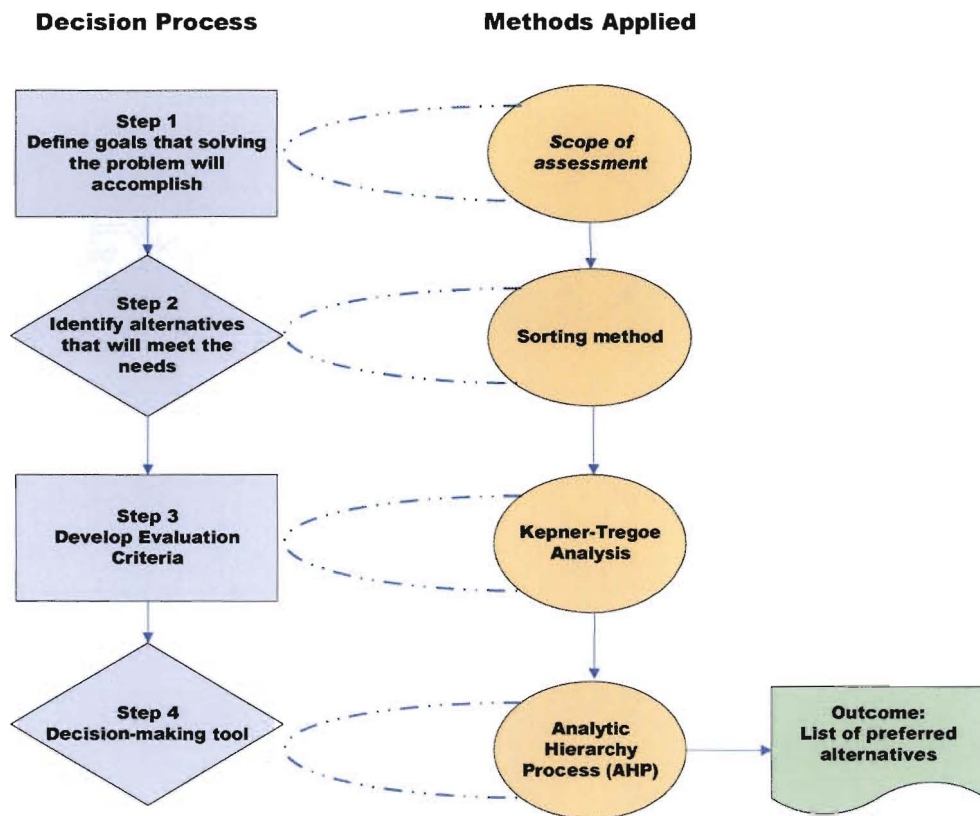 Decision Process
Methods Applied
Step 1
Define goals that solving
the problem will
accomplish
Scope of
assessment
Step 2
Identify alternatives
that will meet the
needs
Sorting method
Step 3
Develop Evaluation
Criteria
Kepner-Tregoe
Analysis
Step 4
Decision-making tool
Analytic
Hierarchy
Process (AHP)
Outcome:
List of preferred
alternatives